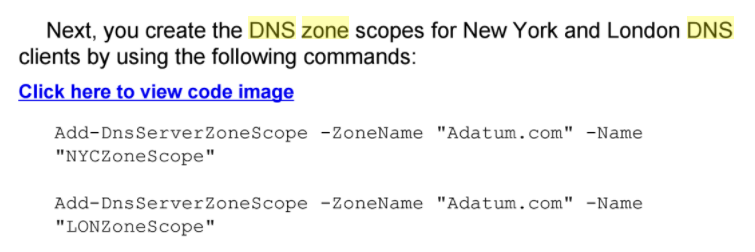 Next, you create the DNS zone scopes for New York and London DNS
clients by using the following commands:
Click here to view code image
Add-DnsServerZoneScope -ZoneName "Adatum.com" -Name
"NYCZoneScope"
Add-DnsServerZoneScope -ZoneName "Adatum.com" -Name
"LONZoneScope"